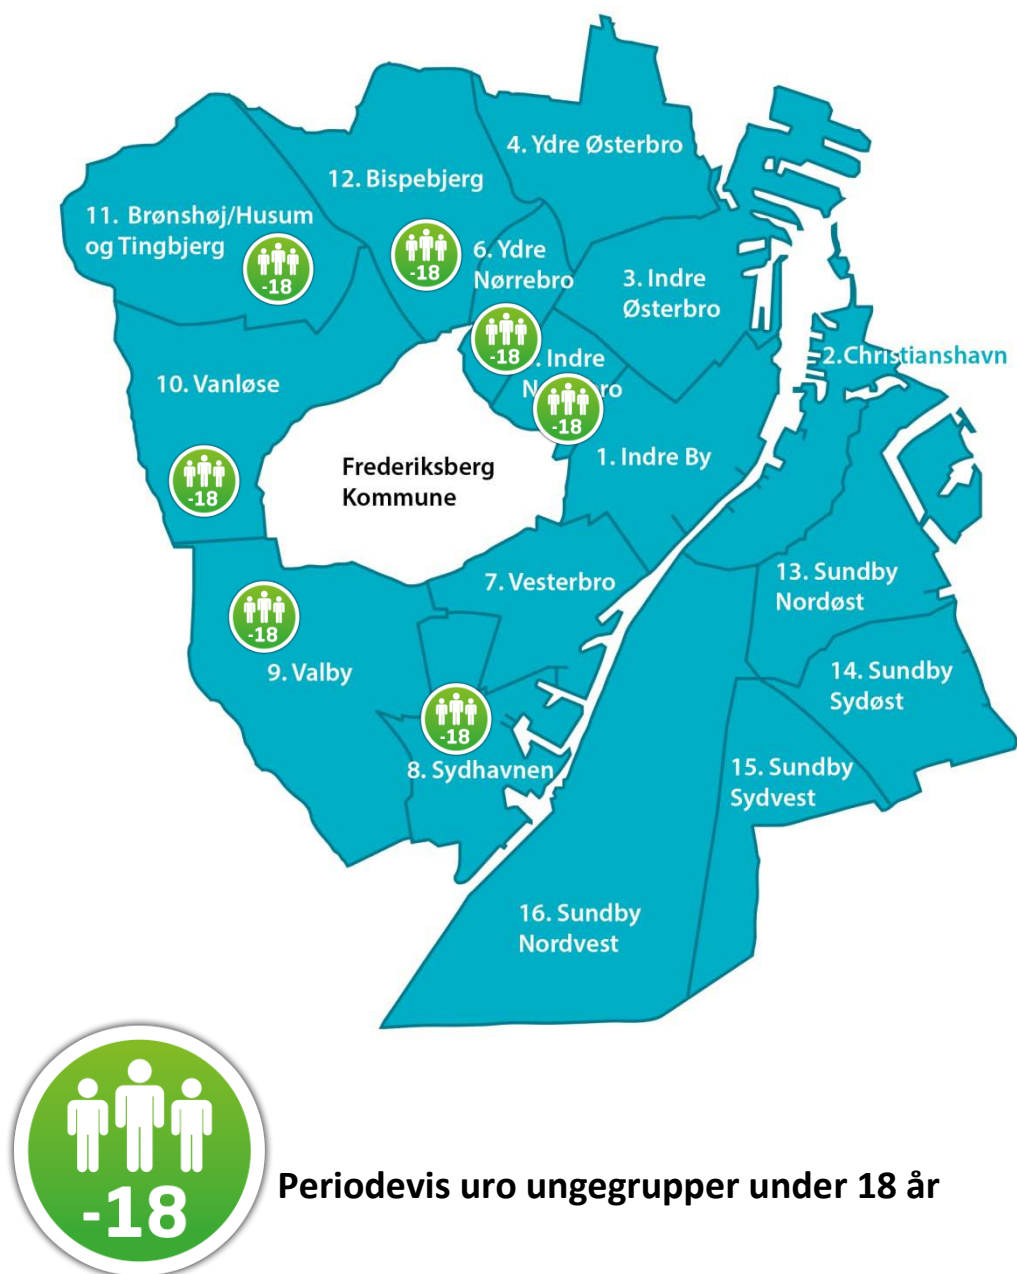 4. Ydre Østerbro
12. Bispebjerg
11. Brønshøj/Husum
og Tingbjerg
-18
-18
6. Ydre
Nørrebro
3. Indre
Østerbro
-18
. Indre
2.Christianshavn
10. Vanløse
-18
1. Indre By
Frederiksberg
Kommune
-18
7. Vesterbro
13. Sundby
Nordøst
-18
9. Valby
14. Sundby
Sydøst
-18
8. Sydhavnen
15. Sundby
Sydvest
16. Sundby
Nordvest
-18
Periodevis uro ungegrupper under 18 år